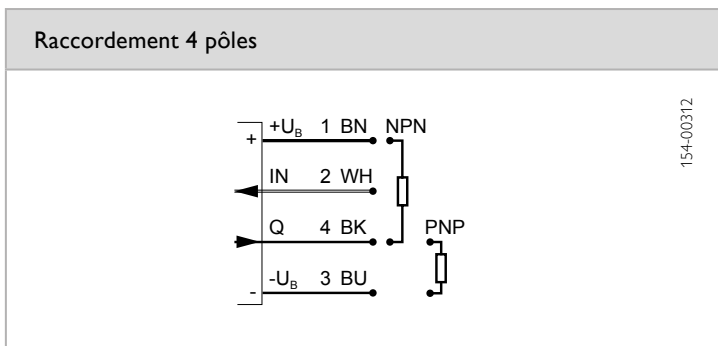 Raccordement 4 pôles
+ +U_B 1 BN NPN
IN 2 WH
Q 4 BK PNP
- -U_B 3 BU
154-00312